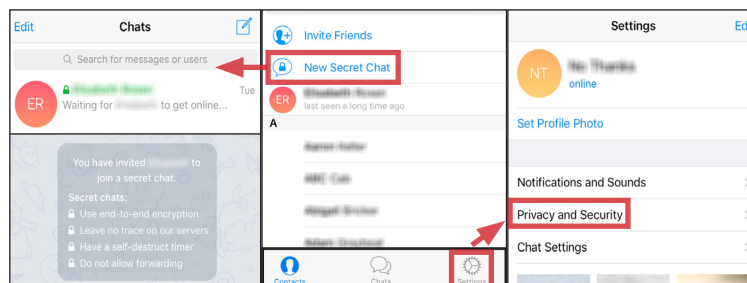 Edit Chats
Search for messages or users
ER
Tue
Waiting for to get online...
You have invited to
join a secret chat.
Secret chats:
Use end-to-end encryption
Leave no trace on our servers
Have a self-destruct timer
Do not allow forwarding
Invite Friends
New Secret Chat
ER
last seen a long time ago
A
Contacts Chats Settings
Settings Ed
NT
online
Set Profile Photo
Notifications and Sounds
Privacy and Security
Chat Settings